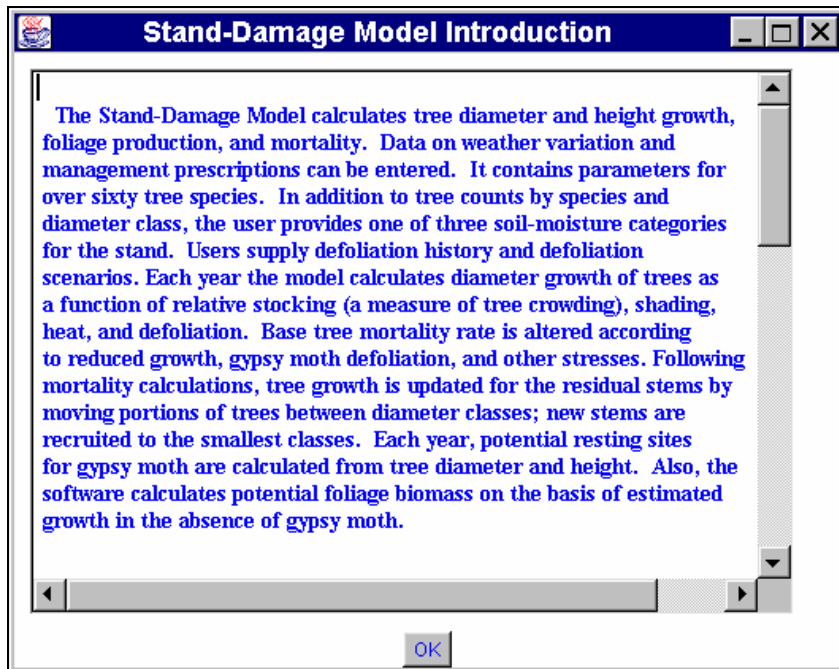 Stand-Damage Model Introduction
The Stand-Damage Model calculates tree diameter and height growth,
foliage production, and mortality.  Data on weather variation and
management prescriptions can be entered.  It contains parameters for
over sixty tree species.  In addition to tree counts by species and
diameter class, the user provides one of three soil-moisture categories
for the stand.  Users supply defoliation history and defoliation
scenarios. Each year the model calculates diameter growth of trees as
a function of relative stocking (a measure of tree crowding), shading,
heat, and defoliation.  Base tree mortality rate is altered according
to reduced growth, gypsy moth defoliation, and other stresses. Following
mortality calculations, tree growth is updated for the residual stems by
moving portions of trees between diameter classes; new stems are
recruited to the smallest classes.  Each year, potential resting sites
for gypsy moth are calculated from tree diameter and height.  Also, the
software calculates potential foliage biomass on the basis of estimated
growth in the absence of gypsy moth.
OK